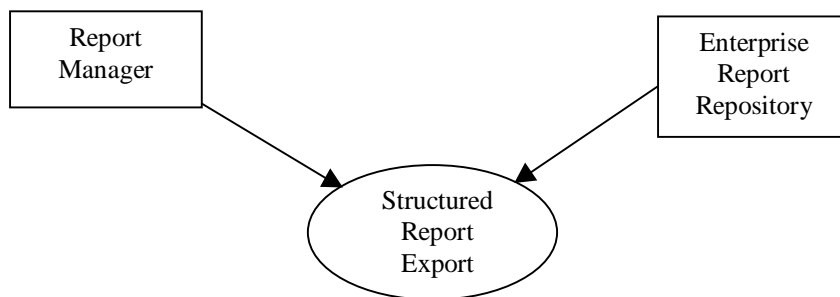 Report
Manager
Enterprise
Report
Repository
Structured
Report
Export